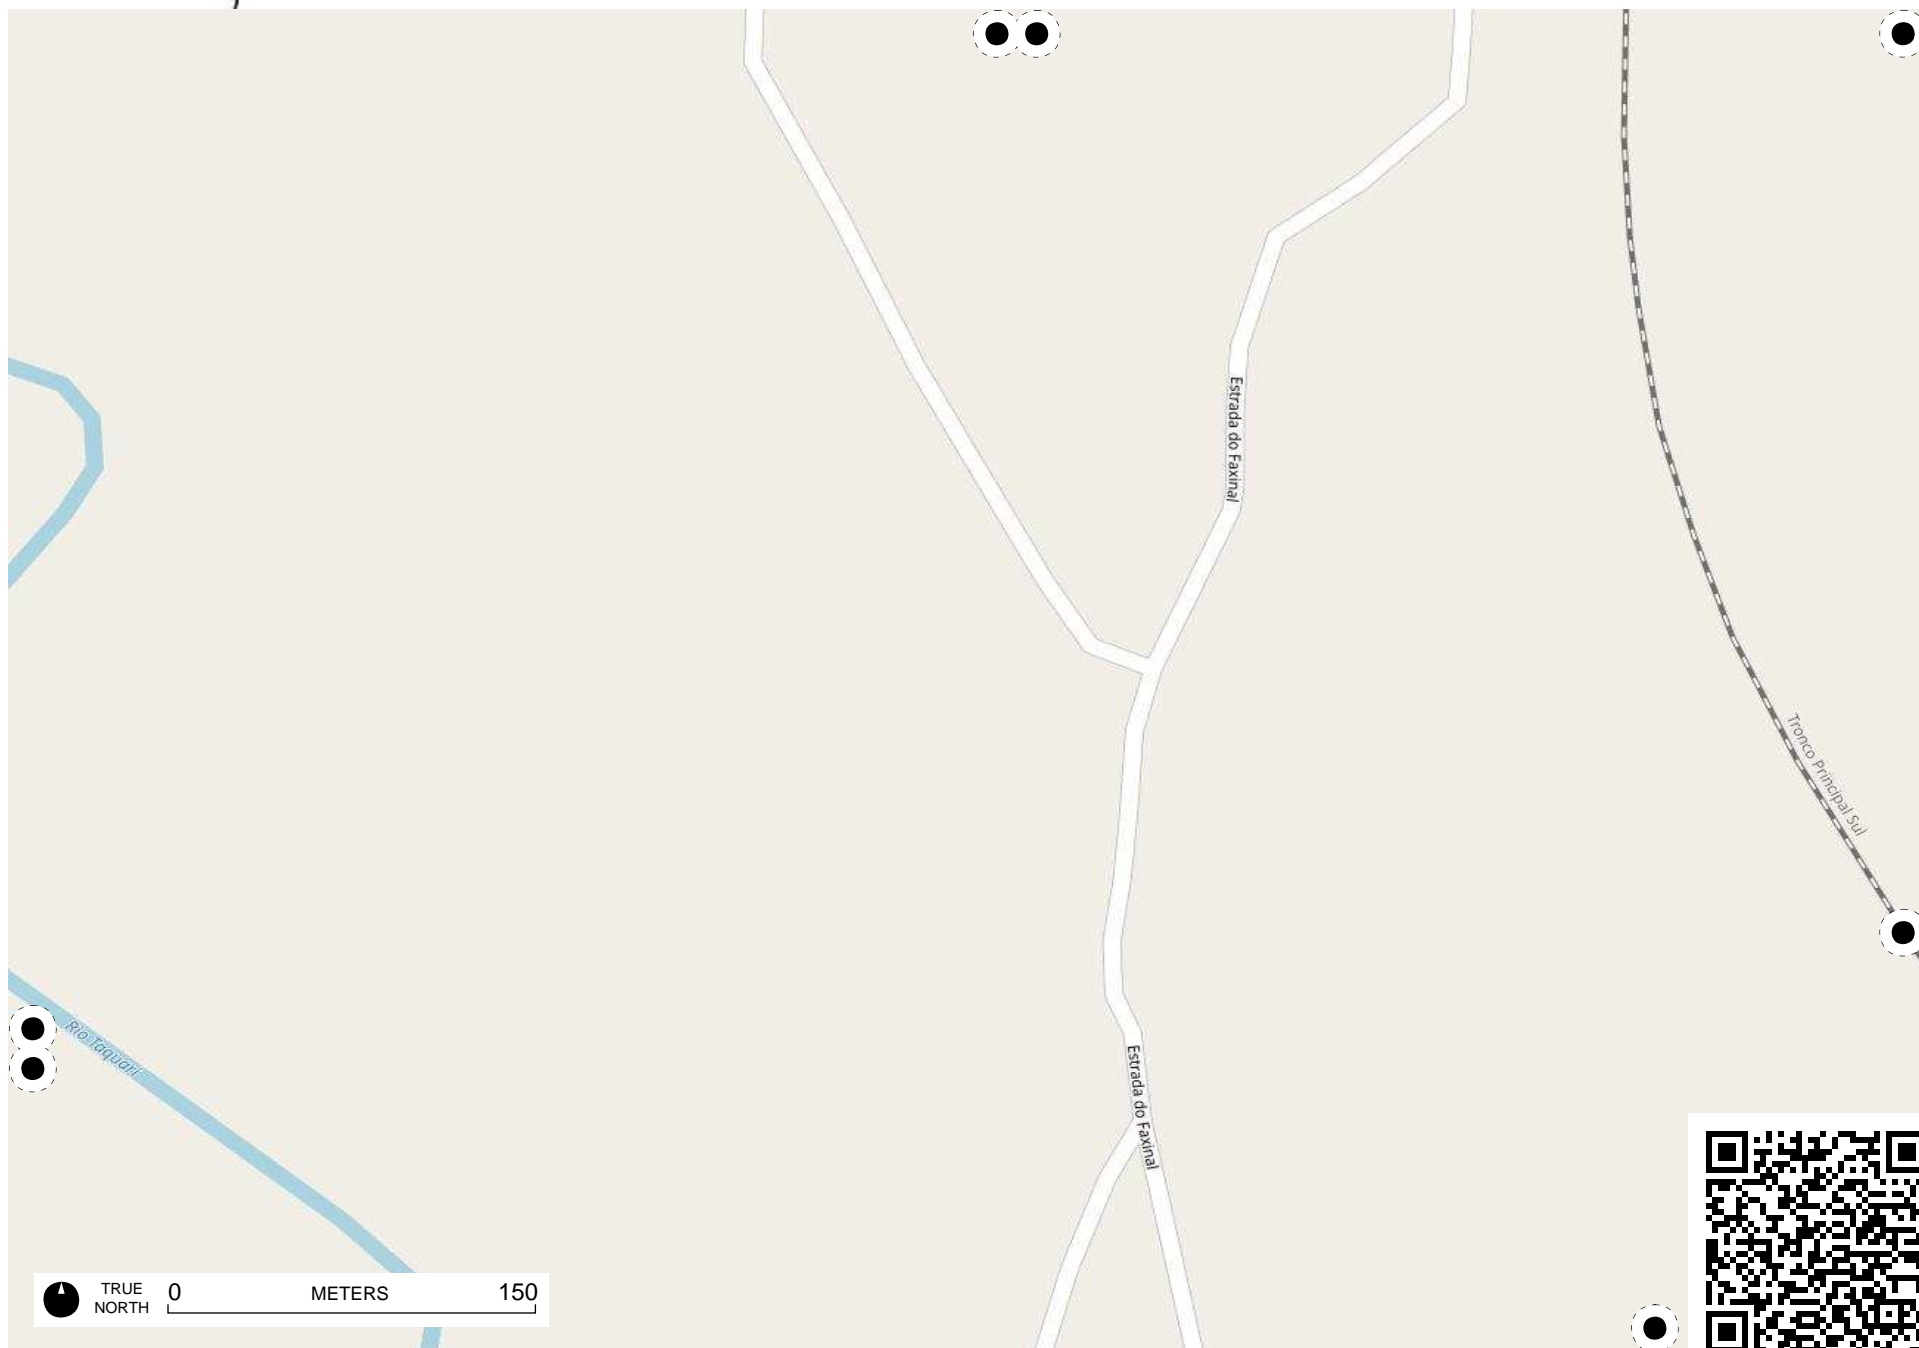 Estrada do Faxinal
Tronco Principal Sul
Rio Taquari
Estrada do Faxinal
TRUE
NORTH
0 METERS 150